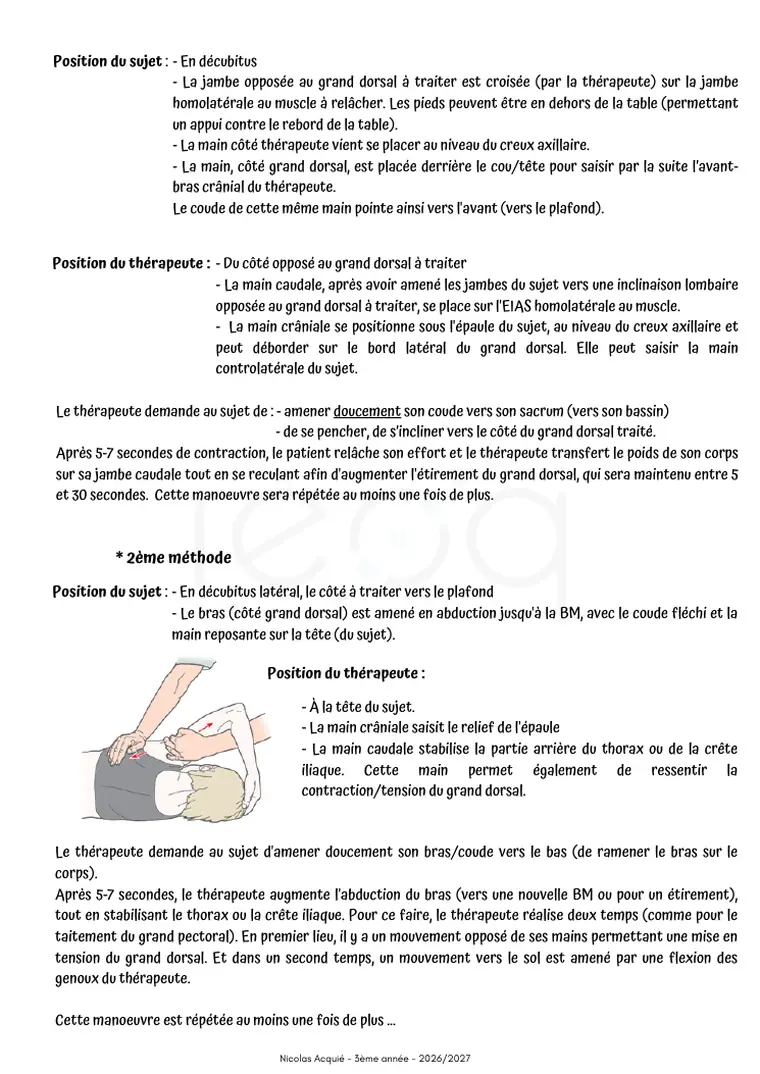 Position du sujet : - En décubitus
- La jambe opposée au grand dorsal à traiter est croisée (par la thérapeute) sur la jambe
homolatérale au muscle à relâcher. Les pieds peuvent être en dehors de la table (permettant
un appui contre le rebord de la table).
- La main côté thérapeute vient se placer au niveau du creux axillaire.
- La main, côté grand dorsal, est placée derrière le cou/tête pour saisir par la suite l'avant-
bras crânial du thérapeute.
Le coude de cette même main pointe ainsi vers l'avant (vers le plafond).
Position du thérapeute : - Du côté opposé au grand dorsal à traiter
- La main caudale, après avoir amené les jambes du sujet vers une inclinaison lombaire
opposée au grand dorsal à traiter, se place sur l'EIAS homolatérale au muscle.
- La main crâniale se positionne sous l'épaule du sujet, au niveau du creux axillaire et
peut déborder sur le bord latéral du grand dorsal. Elle peut saisir la main
controlatérale du sujet.
Le thérapeute demande au sujet de : - amener doucement son coude vers son sacrum (vers son bassin)
- de se pencher, de s'incliner vers le côté du grand dorsal traité.
Après 5-7 secondes de contraction, le patient relâche son effort et le thérapeute transfert le poids de son corps
sur sa jambe caudale tout en se reculant afin d'augmenter l'étirement du grand dorsal, qui sera maintenu entre 5
et 30 secondes. Cette manoeuvre sera répétée au moins une fois de plus.
* 2ème méthode
Position du sujet : - En décubitus latéral, le côté à traiter vers le plafond
- Le bras (côté grand dorsal) est amené en abduction jusqu'à la BM, avec le coude fléchi et la
main reposante sur la tête (du sujet).
Position du thérapeute :
- À la tête du sujet.
- La main crâniale saisit le relief de l'épaule
- La main caudale stabilise la partie arrière du thorax ou de la crête
iliaque. Cette main permet également de ressentir la
contraction/tension du grand dorsal.
Le thérapeute demande au sujet d'amener doucement son bras/coude vers le bas (de ramener le bras sur le
corps).
Après 5-7 secondes, le thérapeute augmente l'abduction du bras (vers une nouvelle BM ou pour un étirement),
tout en stabilisant le thorax ou la crête iliaque. Pour ce faire, le thérapeute réalise deux temps (comme pour le
taitement du grand pectoral). En premier lieu, il y a un mouvement opposé de ses mains permettant une mise en
tension du grand dorsal. Et dans un second temps, un mouvement vers le sol est amené par une flexion des
genoux du thérapeute.
Cette manoeuvre est répétée au moins une fois de plus ...
Nicolas Acquié - 3ème année - 2026/2027